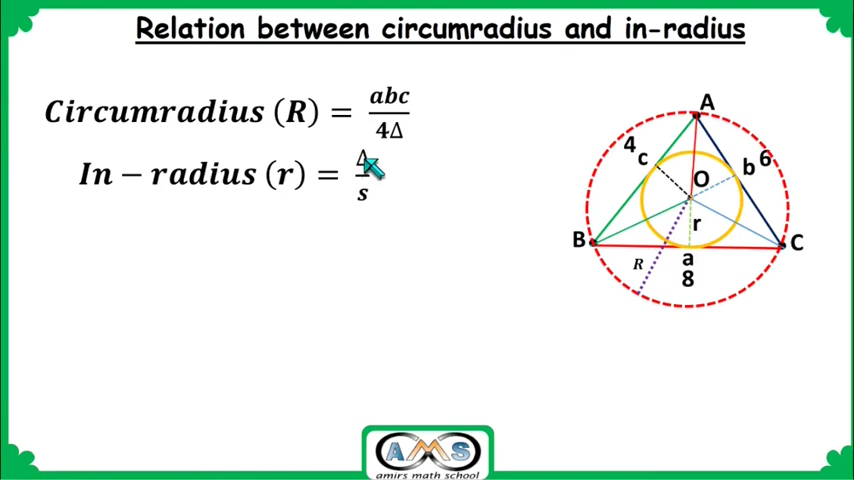 Relation between circumradius and in-radius
Circumradius (R) = abc / 4Δ
In − radius (r) = Δ / s
A
4
c
b
6
O
r
B
C
R
a
8
AMS
amirs math school